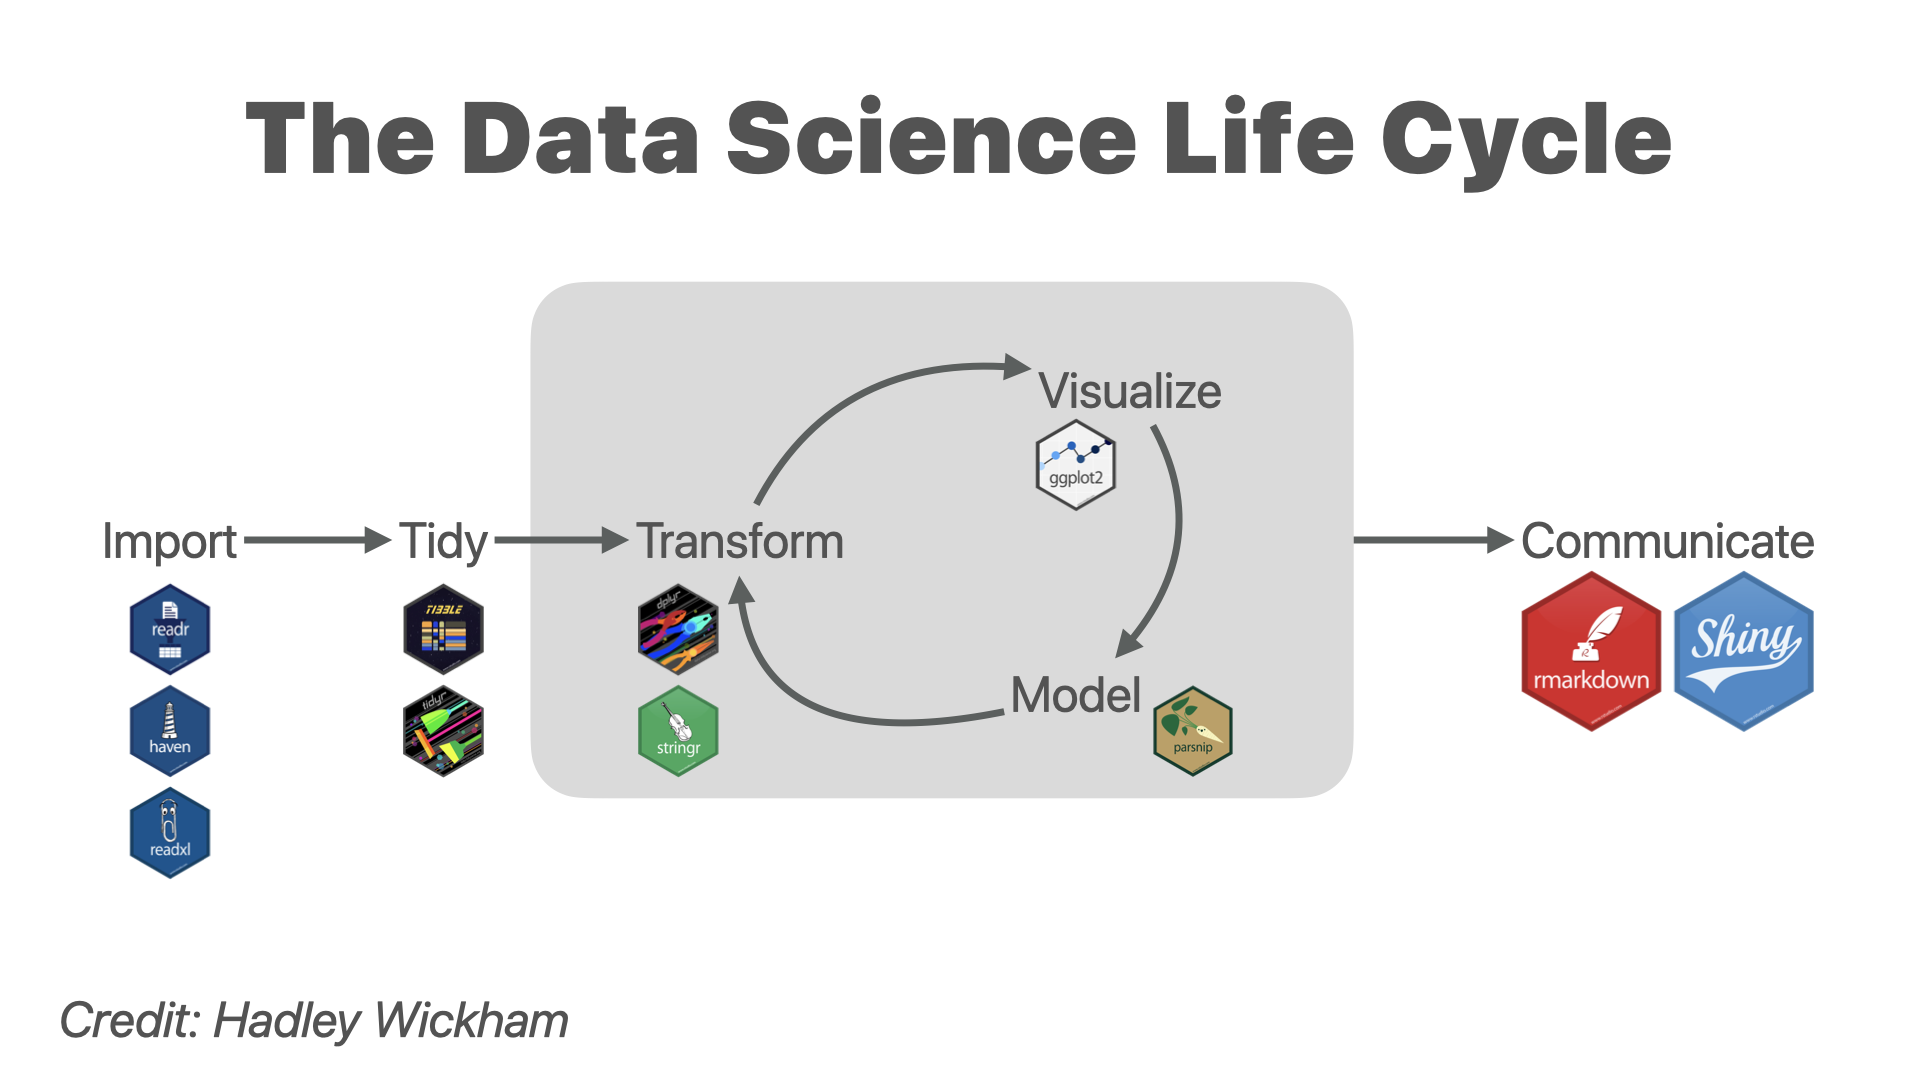 The Data Science Life Cycle
Visualize
ggplot2
Import
Tidy
Transform
Communicate
readr
TIBBLE
dplyr
rmarkdown
Shiny
haven
tidyr
stringr
Model
parsnip
readxl
Credit: Hadley Wickham